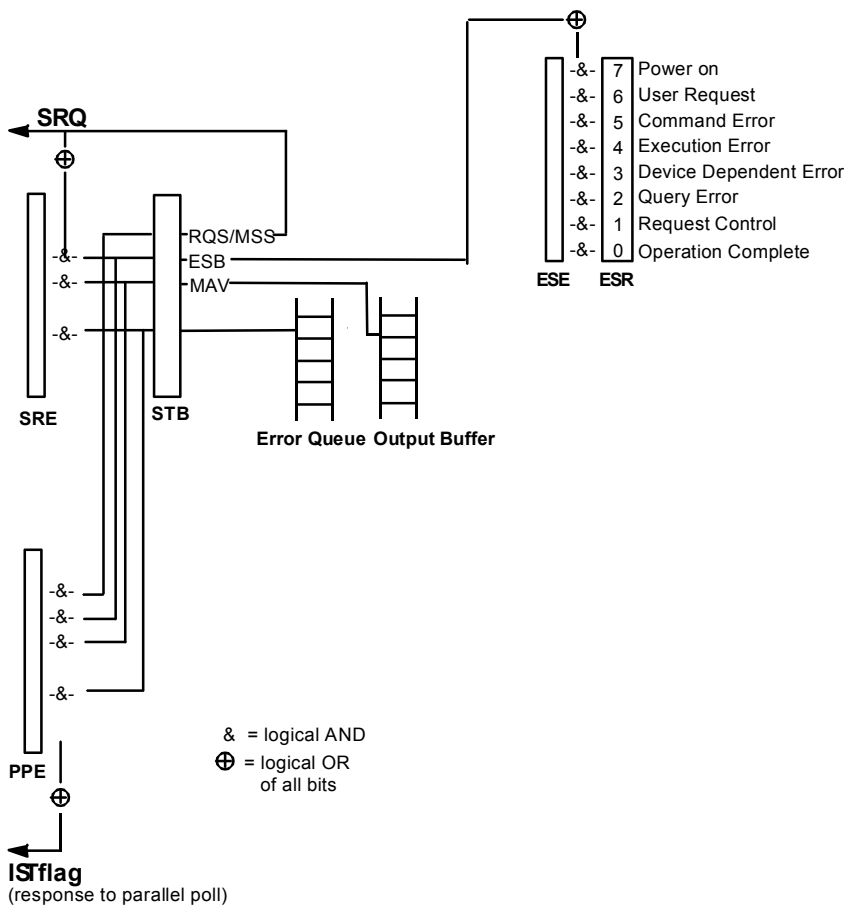 -&- 7 Power on
-&- 6 User Request
-&- 5 Command Error
-&- 4 Execution Error
-&- 3 Device Dependent Error
-&- 2 Query Error
-&- 1 Request Control
-&- 0 Operation Complete
ESE ESR
SRQ
RQS/MSS
-&- ESB
-&- MAV
-&-
SRE
STB
Error Queue Output Buffer
-&-
-&-
-&-
-&-
PPE
& = logical AND
⊕ = logical OR
of all bits
ISTflag
(response to parallel poll)